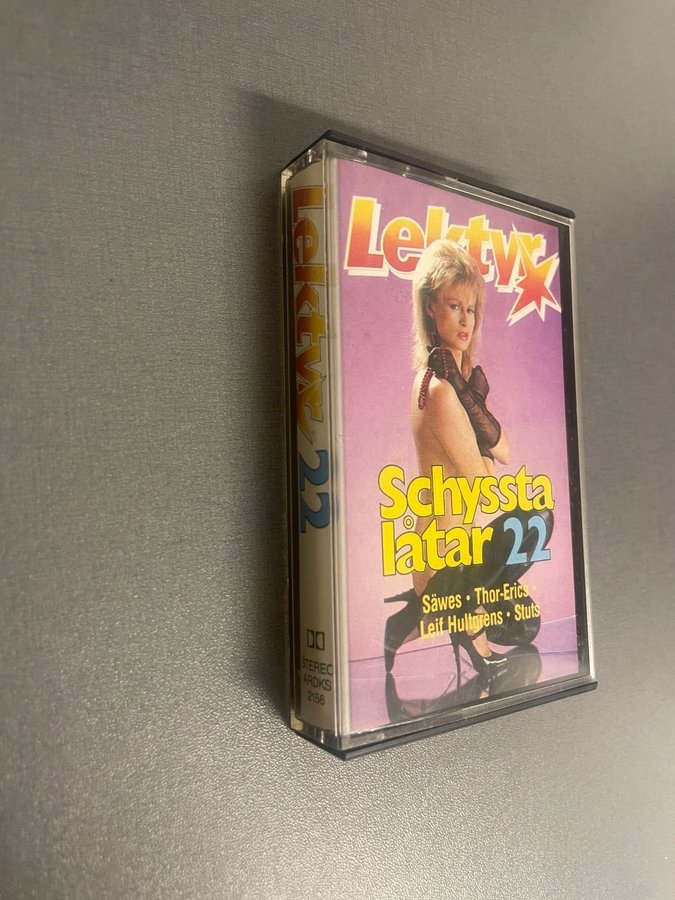 Lektyr
Schyssta
låtar 22
Säwes • Thor-Erics •
Leif Hultgrens • Stuts
Lektyr 22
STEREO
ARDKS
2156